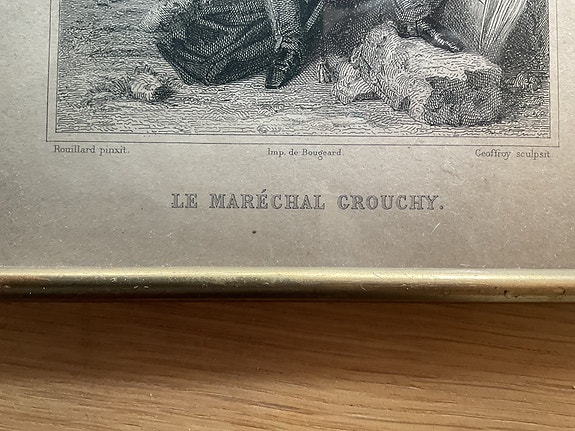 Rouillard pinxit. Imp. de Bougeard. Geoffroy sculpsit
LE MARÉCHAL GROUCHY.